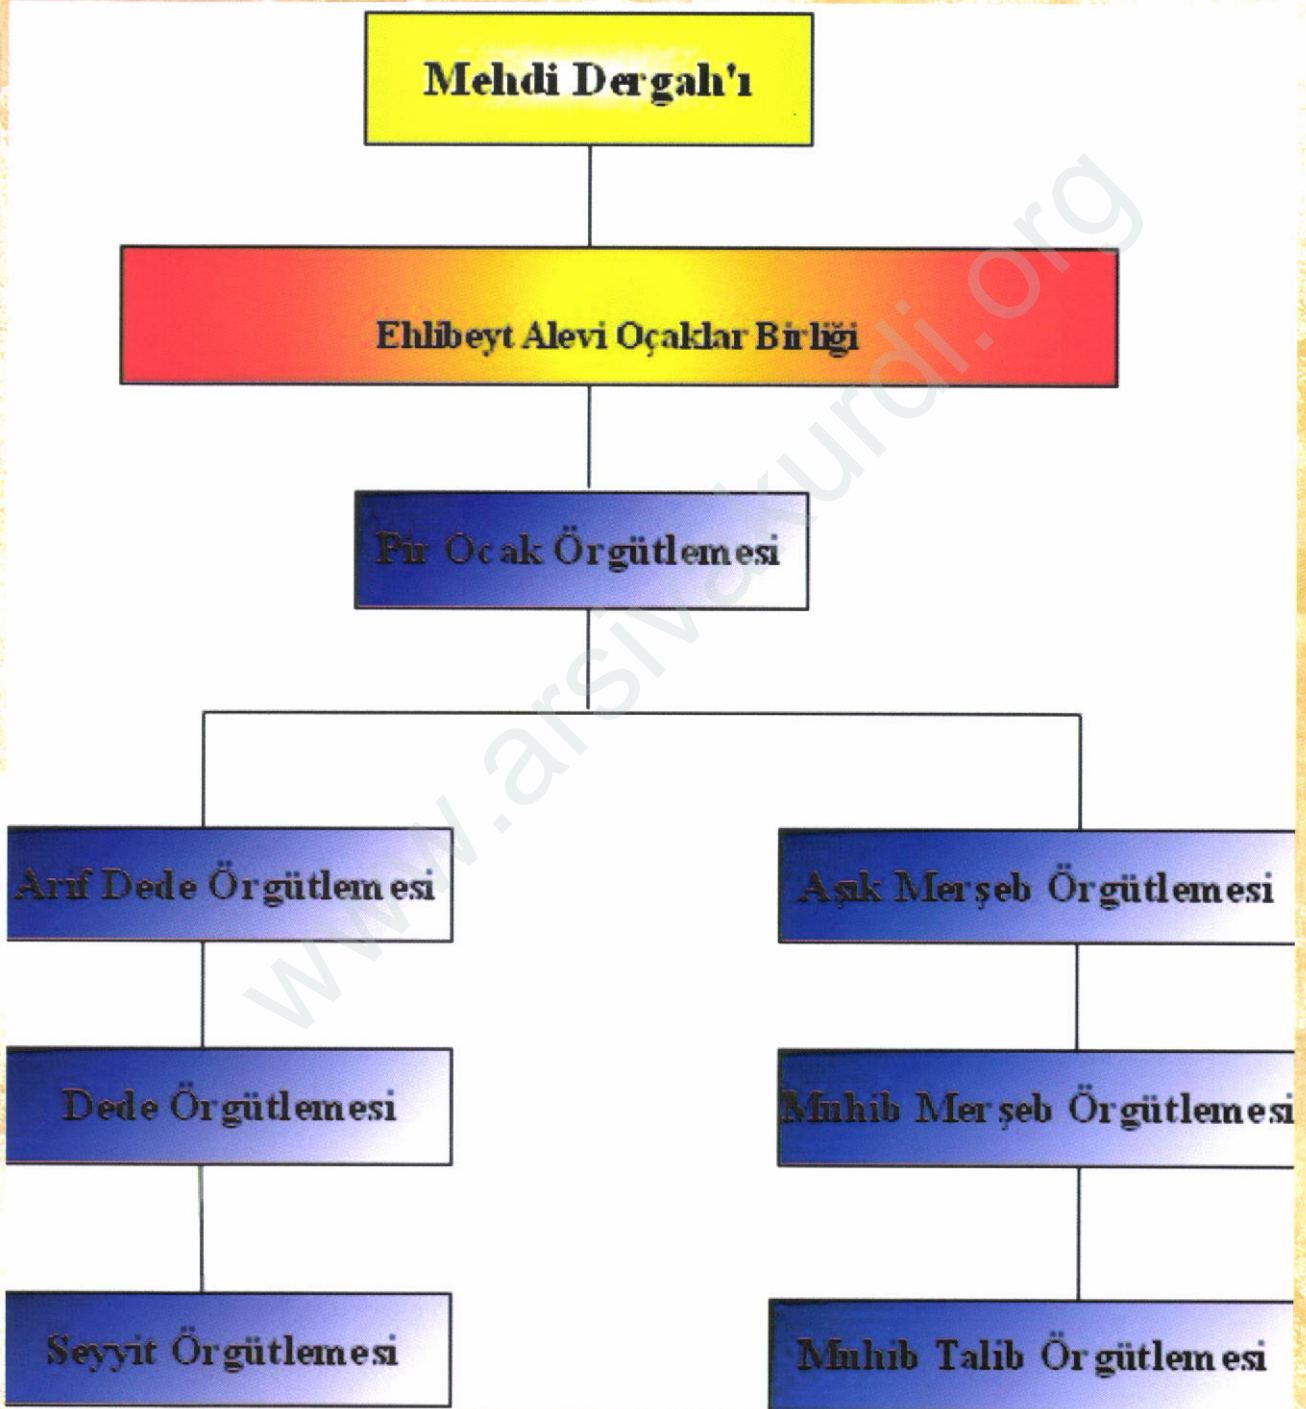 Mehdi Dergah'ı
Ehlibeyt Alevi Oçaklar Birliği
Pir Ocak Örgütlemesi
Arif Dede Örgütlemesi
Aşık Merşeb Örgütlemesi
Dede Örgütlemesi
Muhib Merşeb Örgütlemesi
Seyyit Örgütlemesi
Muhib Talib Örgütlemesi
www.arsivakurdi.org